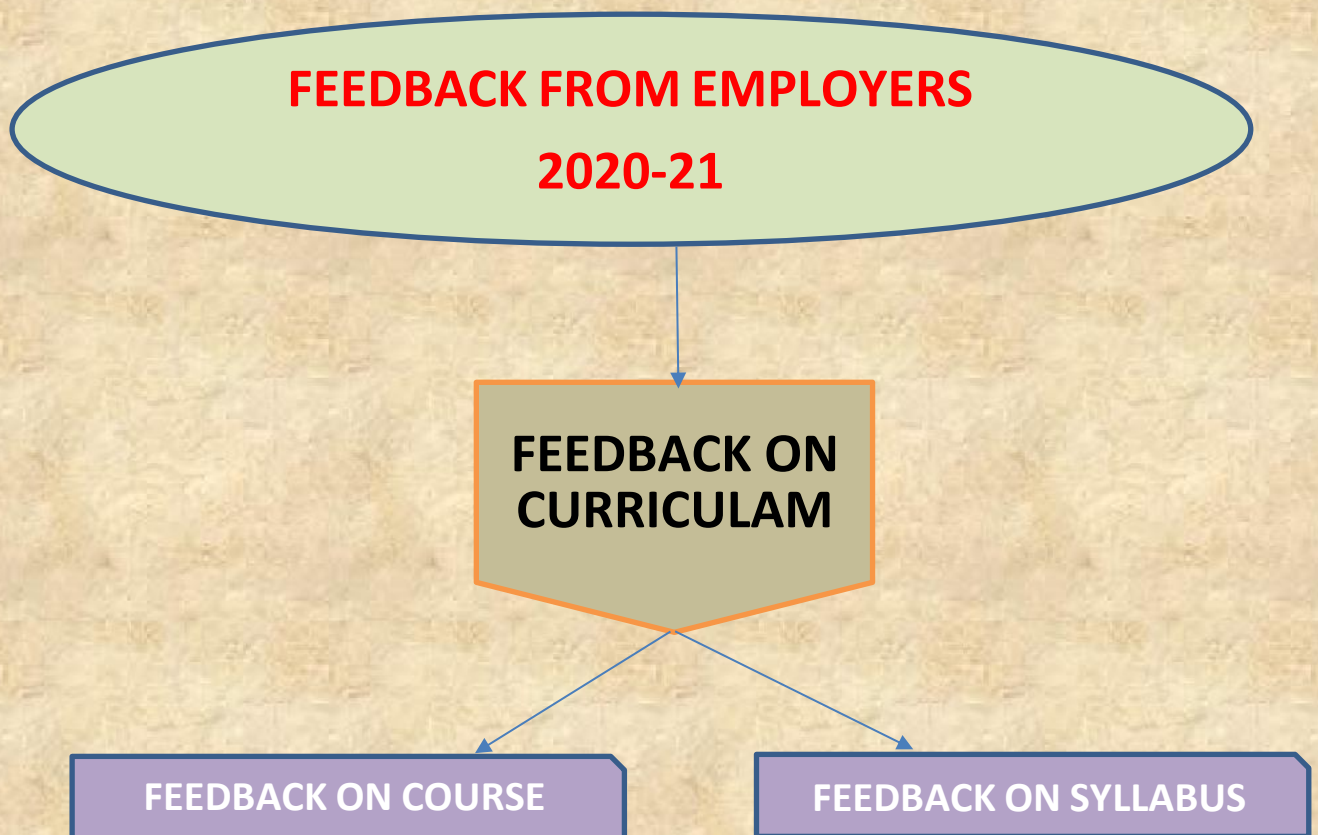 FEEDBACK FROM EMPLOYERS
2020-21
FEEDBACK ON
CURRICULAM
FEEDBACK ON COURSE
FEEDBACK ON SYLLABUS